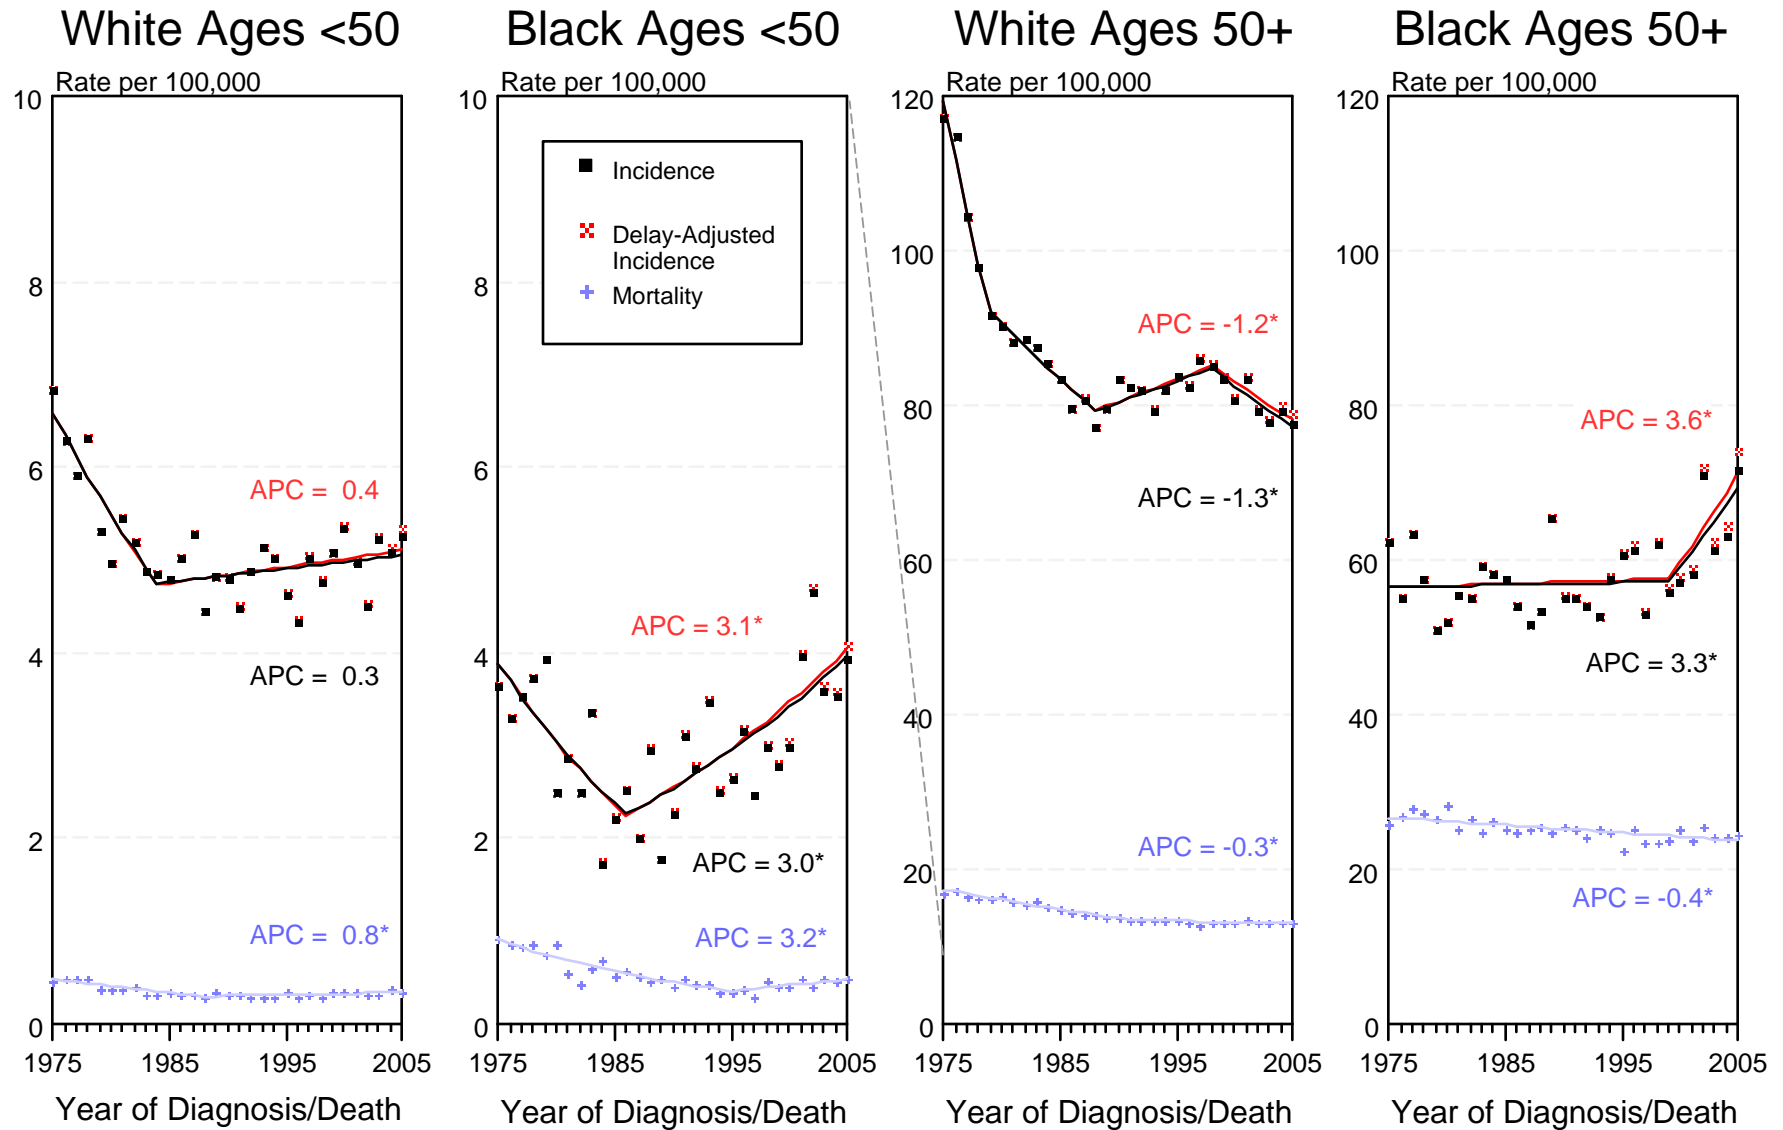 White Ages <50
Rate per 100,000
10
8
6
4
2
0
APC = 0.4
APC = 0.3
APC = 0.8*
1975 1985 1995 2005
Year of Diagnosis/Death
Black Ages <50
Rate per 100,000
10
8
6
4
2
0
Incidence
Delay-Adjusted
Incidence
Mortality
APC = 3.1*
APC = 3.0*
APC = 3.2*
1975 1985 1995 2005
Year of Diagnosis/Death
White Ages 50+
Rate per 100,000
120
100
80
60
40
20
0
APC = -1.2*
APC = -1.3*
APC = -0.3*
1975 1985 1995 2005
Year of Diagnosis/Death
Black Ages 50+
Rate per 100,000
120
100
80
60
40
20
0
APC = 3.6*
APC = 3.3*
APC = -0.4*
1975 1985 1995 2005
Year of Diagnosis/Death